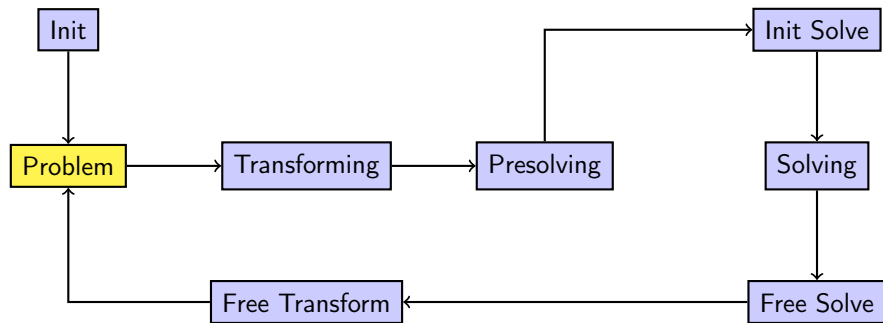 Init
Init Solve
Problem
Transforming
Presolving
Solving
Free Transform
Free Solve